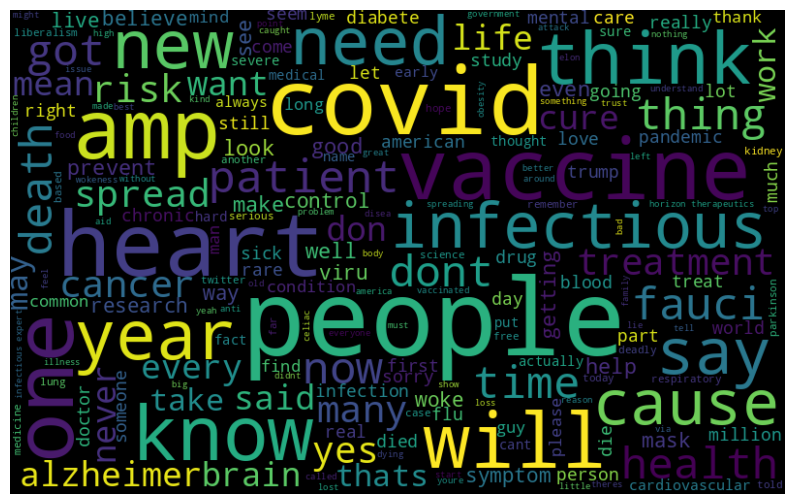 liberalism
live
believe
mind
seem
diabete
mental
care
thank
might
government
point
caught
lyme
high
got
new
see
need
life
come
severe
really
sure
nothing
attack
elon
think
issue
mean
risk
want
medical
let
early
study
even
going
lot
work
children
made
best
kind
always
long
covid
hope
obesity
something
trust
understand
right
amp
still
cure
thing
food
look
good
american
thought
love
pandemic
left
kidney
another
name
great
better
around
trump
much
prevent
patient
vaccine
wokeness
without
based
spread
make
control
spreading
remember
horizon therapeutics
top
death
aid
chronic
hard
serious
problem
disea
don
infectious
bad
man
body
feel
heart
sick
well
science
drug
treatment
may
cancer
rare
viru
dont
getting
family
common
twitter
condition
vaccinated
blood
treat
parkinson
research
way
old
america
day
yeah
anti
put
free
fauci
one
year
fact
far
celiac
people
must
everyone
part
lie
tell
world
infectious expert
illness
every
find
now
first
actually
time
say
deadly
lung
big
didnt
sorry
show
help
today
respiratory
take
said
infection
loss
reason
cause
medicine
doctor
someone
never
many
woke
case
flu
guy
please
die
know
real
died
cant
mask
million
yes
will
health
dying
via
alzheimer
brain
called
lost
thats
youre
start
symptom
person
little
theres
cardiovascular
told